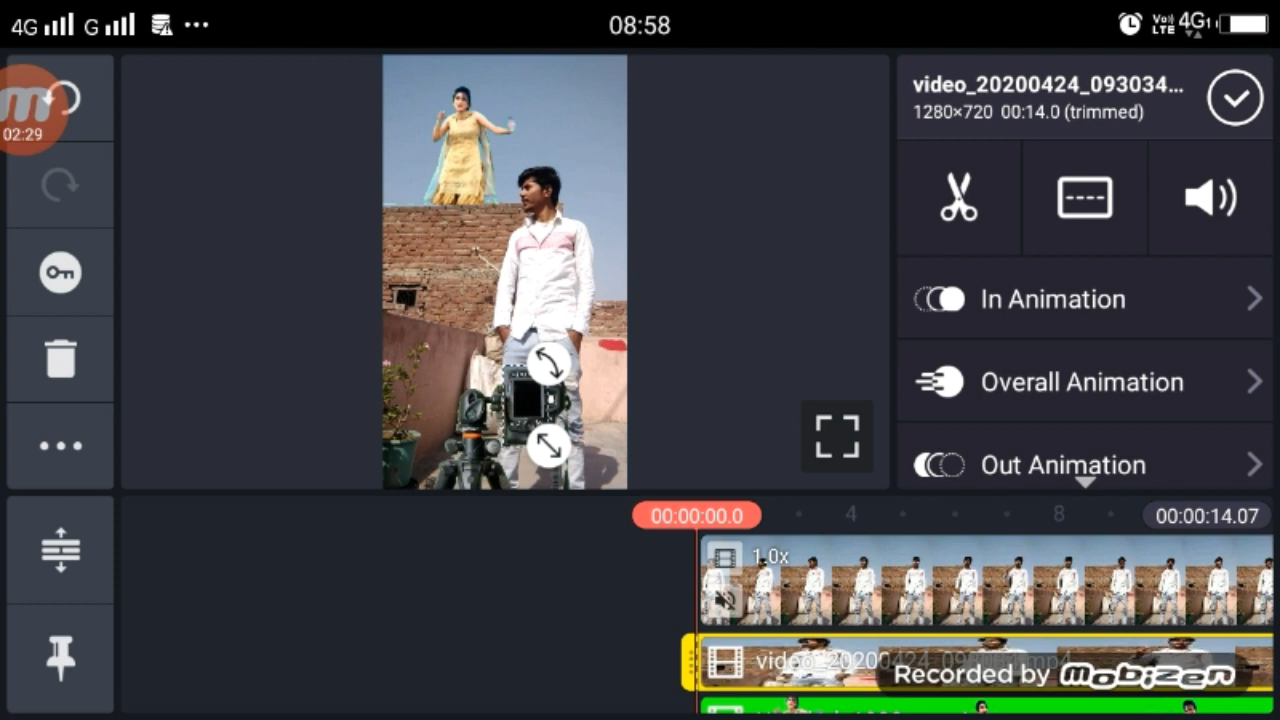 4G G 08:58 VoLTE 4G
m
02:29
video_20200424_093034...
1280×720 00:14.0 (trimmed)
In Animation
Overall Animation
Out Animation
00:00:00.0 4 8 00:00:14.07
1.0x
Recorded by mobizen